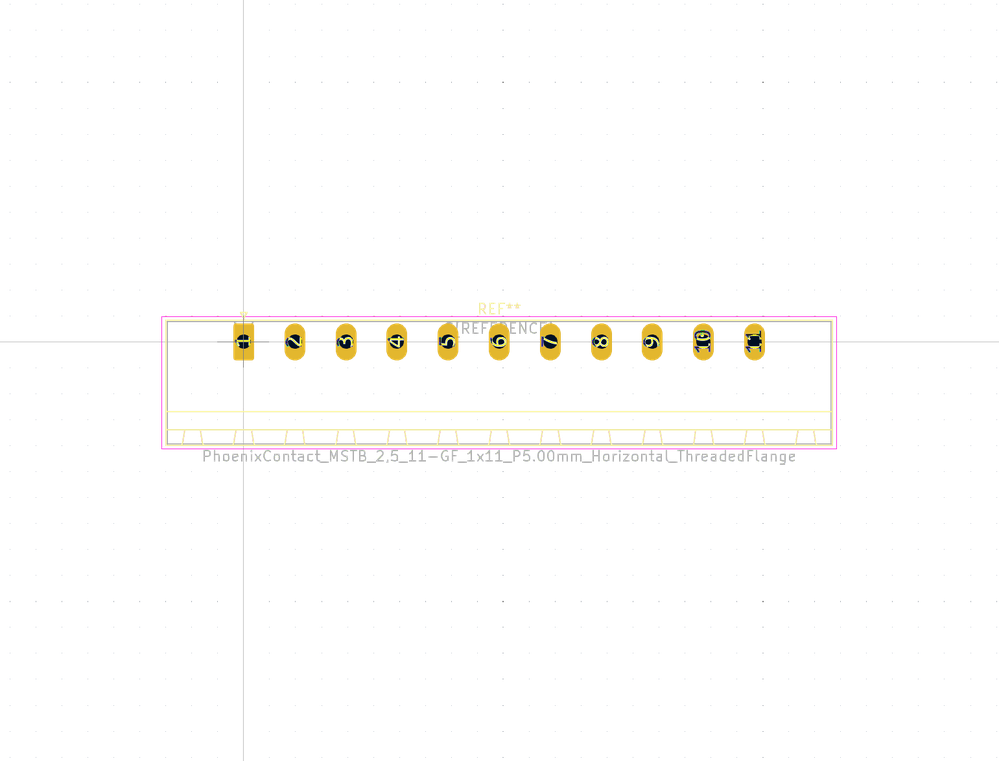 REF**
${REFERENCE}
1 2 3 4 5 6 7 8 9 10 11
PhoenixContact_MSTB_2,5_11-GF_1x11_P5.00mm_Horizontal_ThreadedFlange